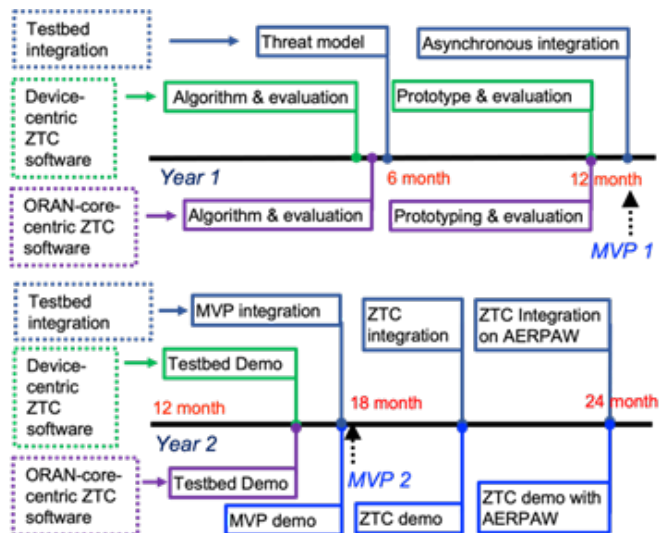 Testbed
integration
Threat model
Asynchronous integration
Device-
centric
ZTC
software
Algorithm & evaluation
Prototype & evaluation
Year 1
6 month
12 month
ORAN-core-
centric ZTC
software
Algorithm & evaluation
Prototyping & evaluation
MVP 1
Testbed
integration
MVP integration
ZTC
integration
ZTC Integration
on AERPAW
Device-
centric
ZTC
software
Testbed Demo
12 month
18 month
24 month
Year 2
ORAN-core-
centric ZTC
software
Testbed Demo
MVP 2
MVP demo
ZTC demo
ZTC demo with
AERPAW